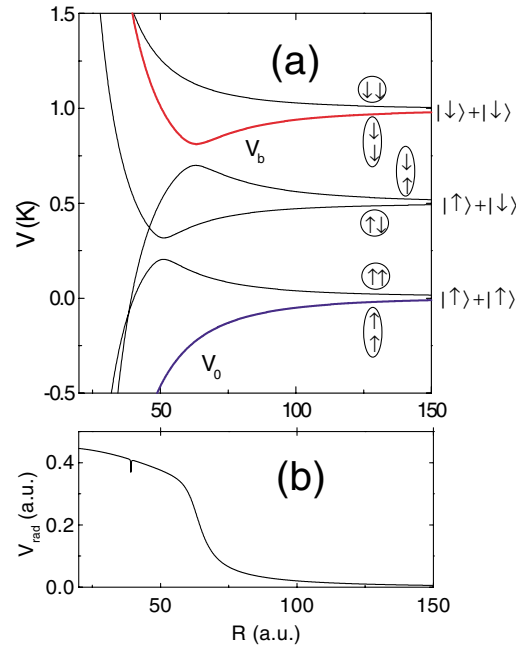 1.5
(a)
↓↓
1.0
|↓⟩+|↓⟩
V_b
↓
↓
↓
↑
V(K)
0.5
|↑⟩+|↓⟩
↑↓
↑↑
0.0
|↑⟩+|↑⟩
↑
↑
V_0
-0.5
50 100 150
(b)
0.4
V_rad (a.u.)
0.2
0.0
50 100 150
R (a.u.)